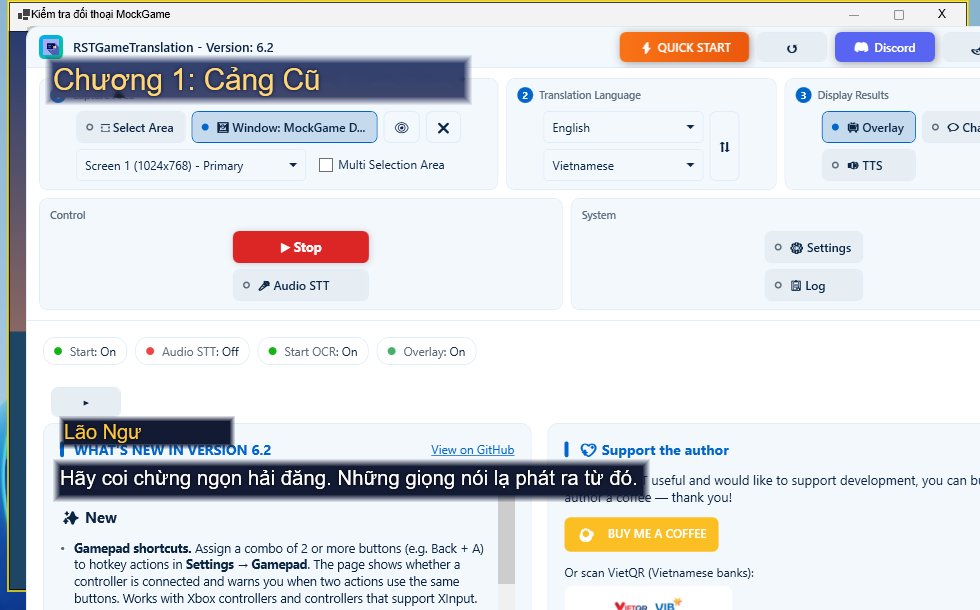 Kiểm tra đối thoại MockGame
RSTGameTranslation - Version: 6.2
QUICK START
Discord
Chương 1: Cảng Cũ
2 Translation Language
3 Display Results
Select Area
Window: MockGame D...
English
Overlay
Screen 1 (1024x768) - Primary
Multi Selection Area
Vietnamese
TTS
Control
System
Stop
Settings
Audio STT
Log
Start: On
Audio STT: Off
Start OCR: On
Overlay: On
Lão Ngư
WHAT'S NEW IN VERSION 6.2
View on GitHub
Support the author
Hãy coi chừng ngọn hải đăng. Những giọng nói lạ phát ra từ đó.
useful and would like to support development, you can
author a coffee — thank you!
New
BUY ME A COFFEE
• Gamepad shortcuts. Assign a combo of 2 or more buttons (e.g. Back + A)
to hotkey actions in Settings → Gamepad. The page shows whether a
controller is connected and warns you when two actions use the same
buttons. Works with Xbox controllers and controllers that support XInput.
Or scan VietQR (Vietnamese banks):
VIETQR VIB